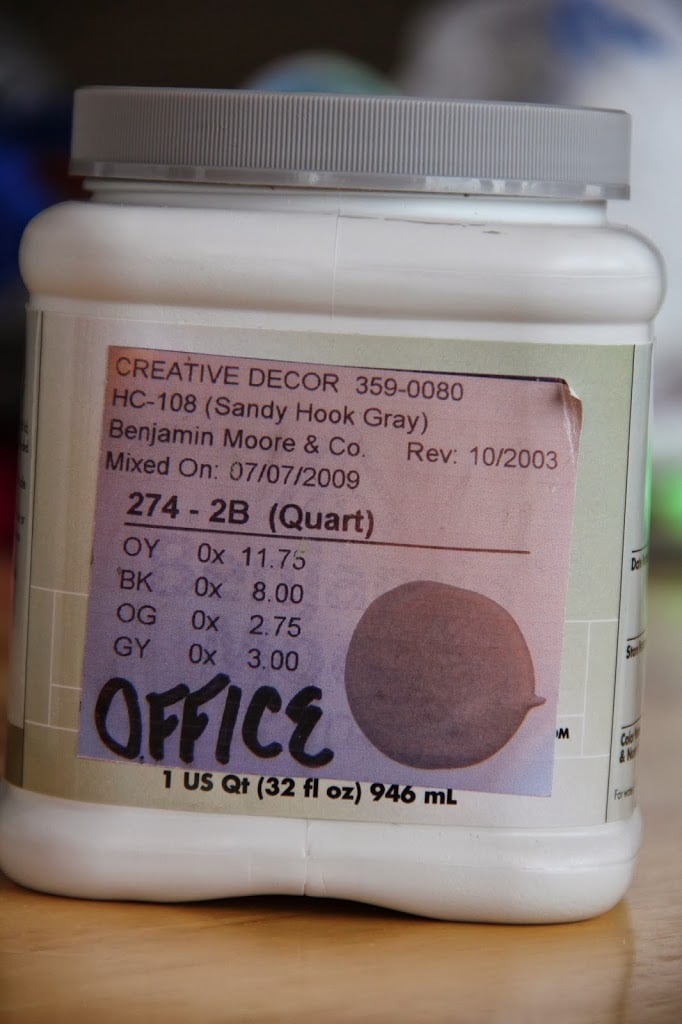 CREATIVE DECOR 359-0080
HC-108 (Sandy Hook Gray)
Benjamin Moore & Co. Rev: 10/2003
Mixed On: 07/07/2009
274 - 2B (Quart)
OY 0x 11.75
BK 0x 8.00
OG 0x 2.75
GY 0x 3.00
OFFICE
1 US Qt (32 fl oz) 946 mL